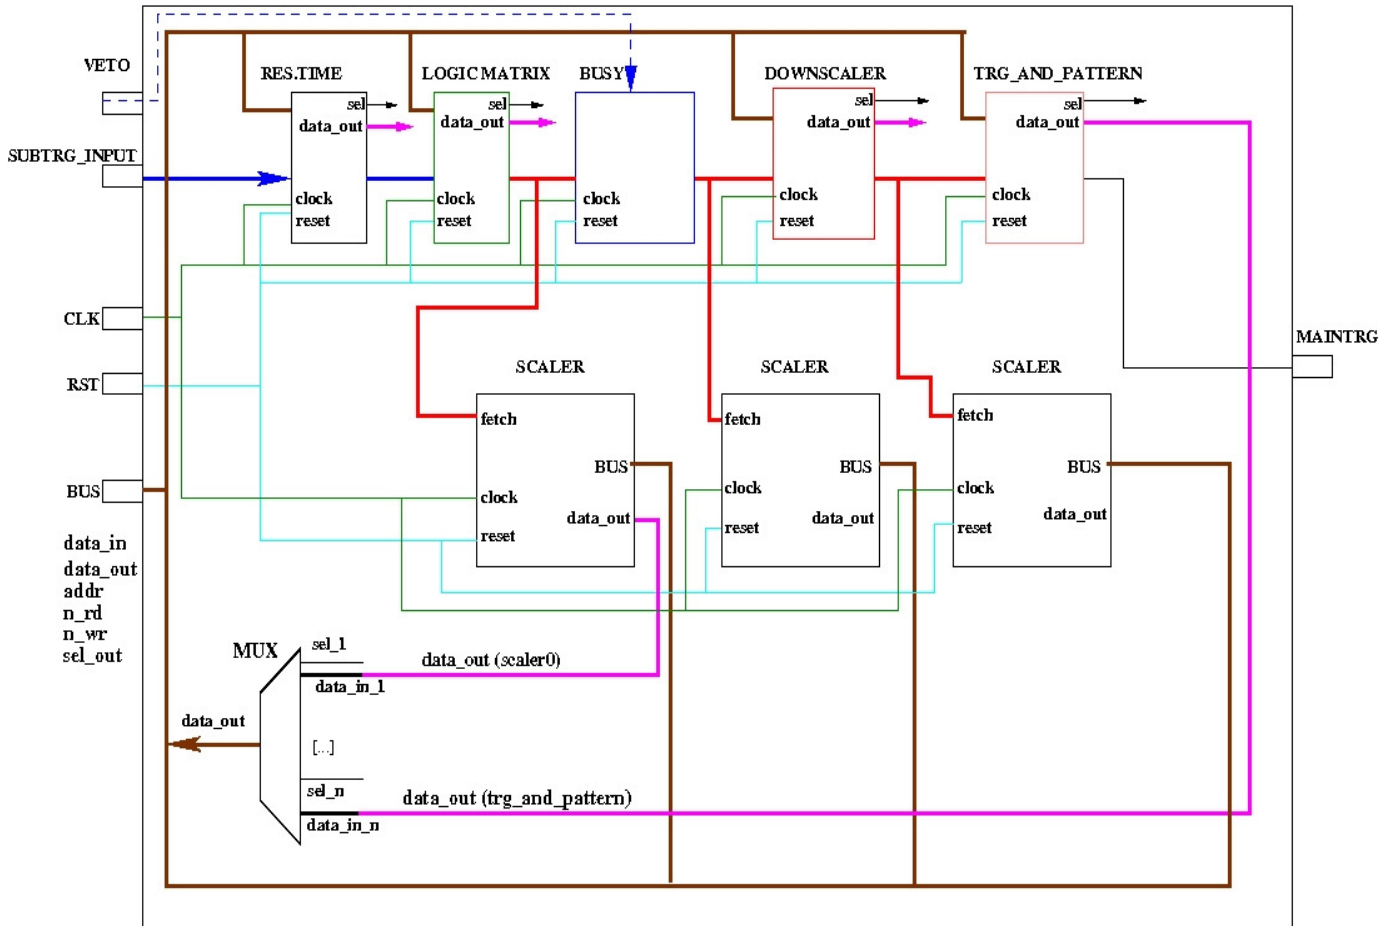 VETO
RES.TIME
LOGIC MATRIX
BUSY
DOWNSCALER
TRG_AND_PATTERN
sel
data_out
sel
data_out
sel
data_out
sel
data_out
SUBTRG_INPUT
clock
reset
clock
reset
clock
reset
clock
reset
clock
reset
CLK
MAINTRG
RST
SCALER
SCALER
SCALER
fetch
BUS
clock
data_out
reset
fetch
BUS
clock
data_out
reset
fetch
BUS
clock
data_out
reset
BUS
data_in
data_out
addr
n_rd
n_wr
sel_out
MUX
sel_1
data_out (scaler0)
data_in_1
data_out
[...]
sel_n
data_out (trg_and_pattern)
data_in_n